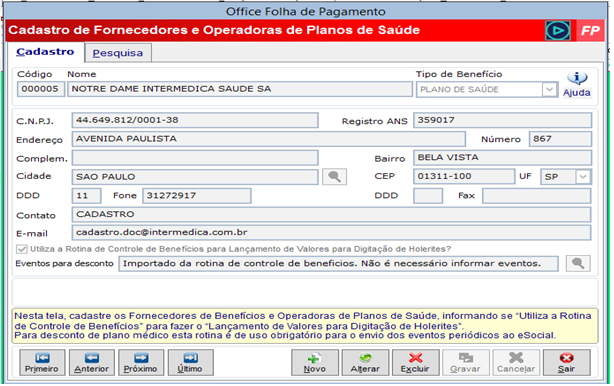 Office Folha de Pagamento
Cadastro de Fornecedores e Operadoras de Planos de Saúde
FP
Cadastro Pesquisa
Código Nome Tipo de Benefício
000005 NOTRE DAME INTERMEDICA SAUDE SA PLANO DE SAÚDE
Ajuda
C.N.P.J. 44.649.812/0001-38 Registro ANS 359017
Endereço AVENIDA PAULISTA Número 867
Complem. Bairro BELA VISTA
Cidade SAO PAULO CEP 01311-100 UF SP
DDD 11 Fone 31272917 DDD Fax
Contato CADASTRO
E-mail cadastro.doc@intermedica.com.br
Utiliza a Rotina de Controle de Benefícios para Lançamento de Valores para Digitação de Holerites?
Eventos para desconto Importado da rotina de controle de beneficios. Não é necessário informar eventos.
Nesta tela, cadastre os Fornecedores de Benefícios e Operadoras de Planos de Saúde, informando se “Utiliza a Rotina
de Controle de Benefícios” para fazer o “Lançamento de Valores para Digitação de Holerites”.
Para desconto de plano médico esta rotina é de uso obrigatório para o envio dos eventos periódicos ao eSocial.
Primeiro Anterior Próximo Último Novo Alterar Excluir Gravar Cancelar Sair